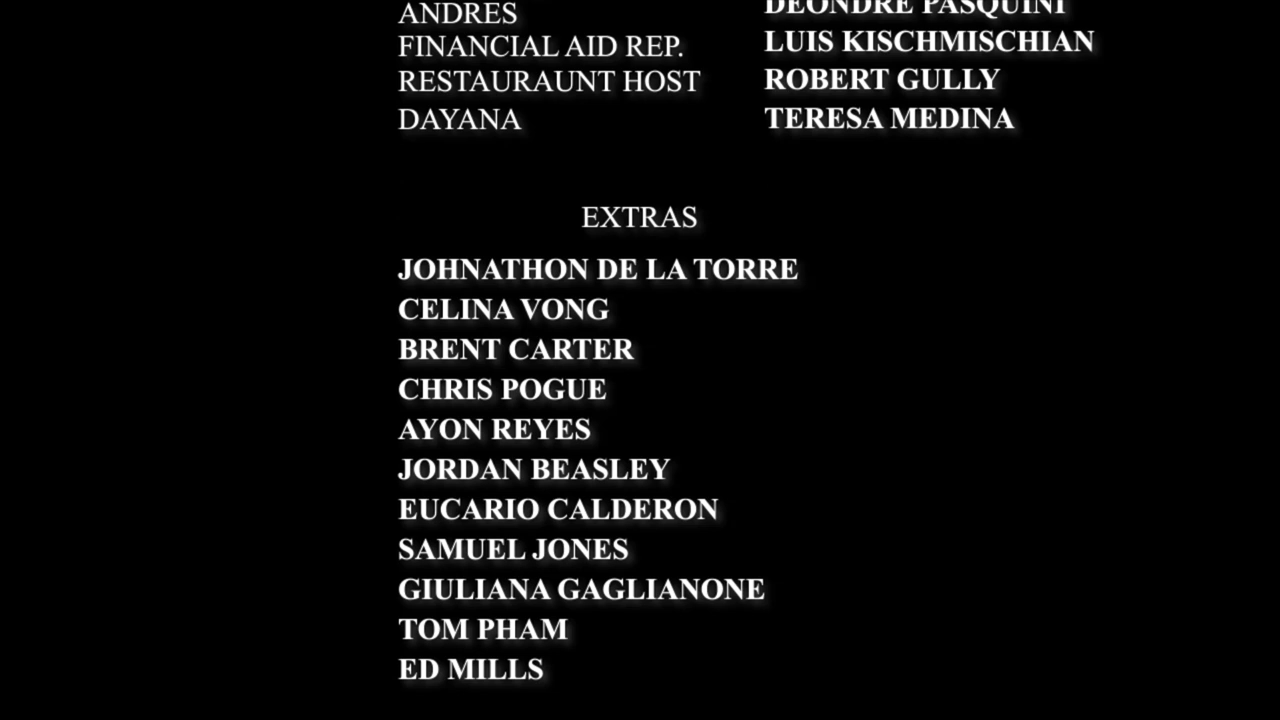 ANDRES DEONDRE PASQUINI
FINANCIAL AID REP. LUIS KISCHMISCHIAN
RESTAURAUNT HOST ROBERT GULLY
DAYANA TERESA MEDINA
EXTRAS
JOHNATHON DE LA TORRE
CELINA VONG
BRENT CARTER
CHRIS POGUE
AYON REYES
JORDAN BEASLEY
EUCARIO CALDERON
SAMUEL JONES
GIULIANA GAGLIANONE
TOM PHAM
ED MILLS